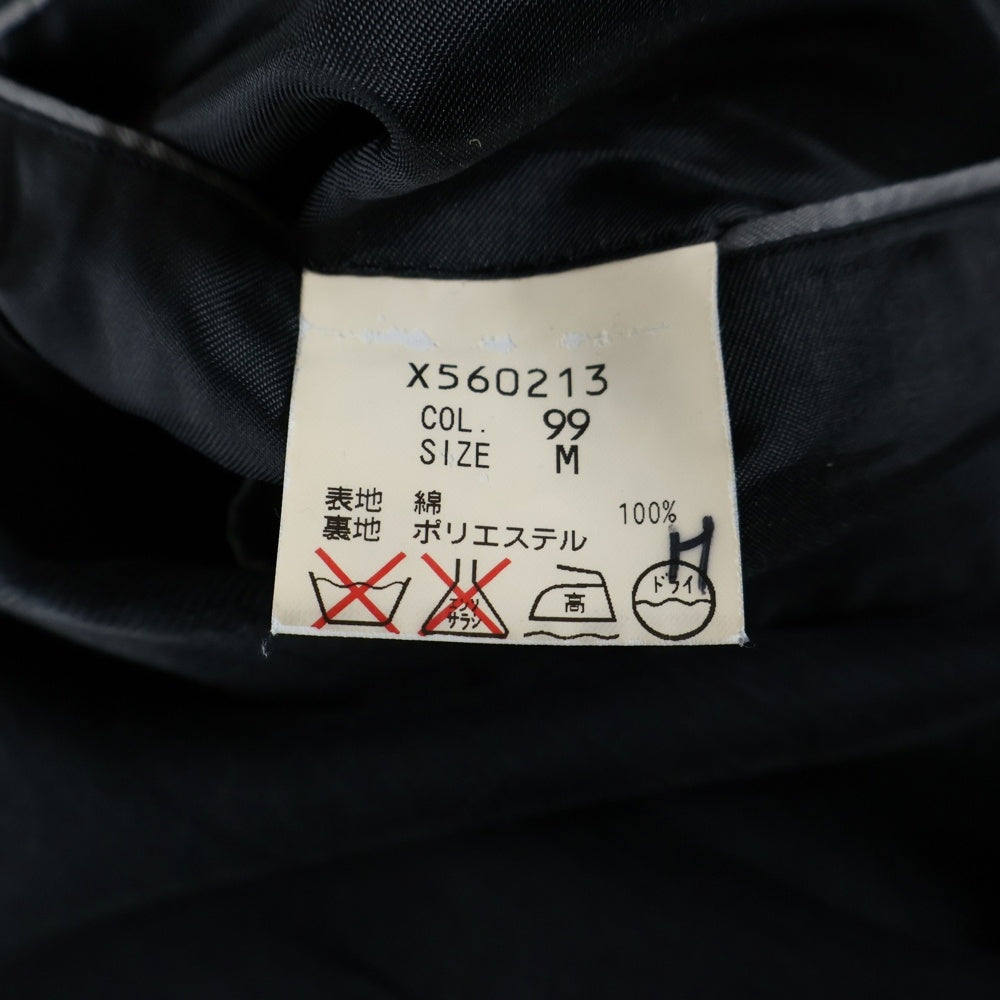 X560213
COL. 99
SIZE M
表地 綿 100%
裏地 ポリエステル
エンソ サラシ 高 ドライ